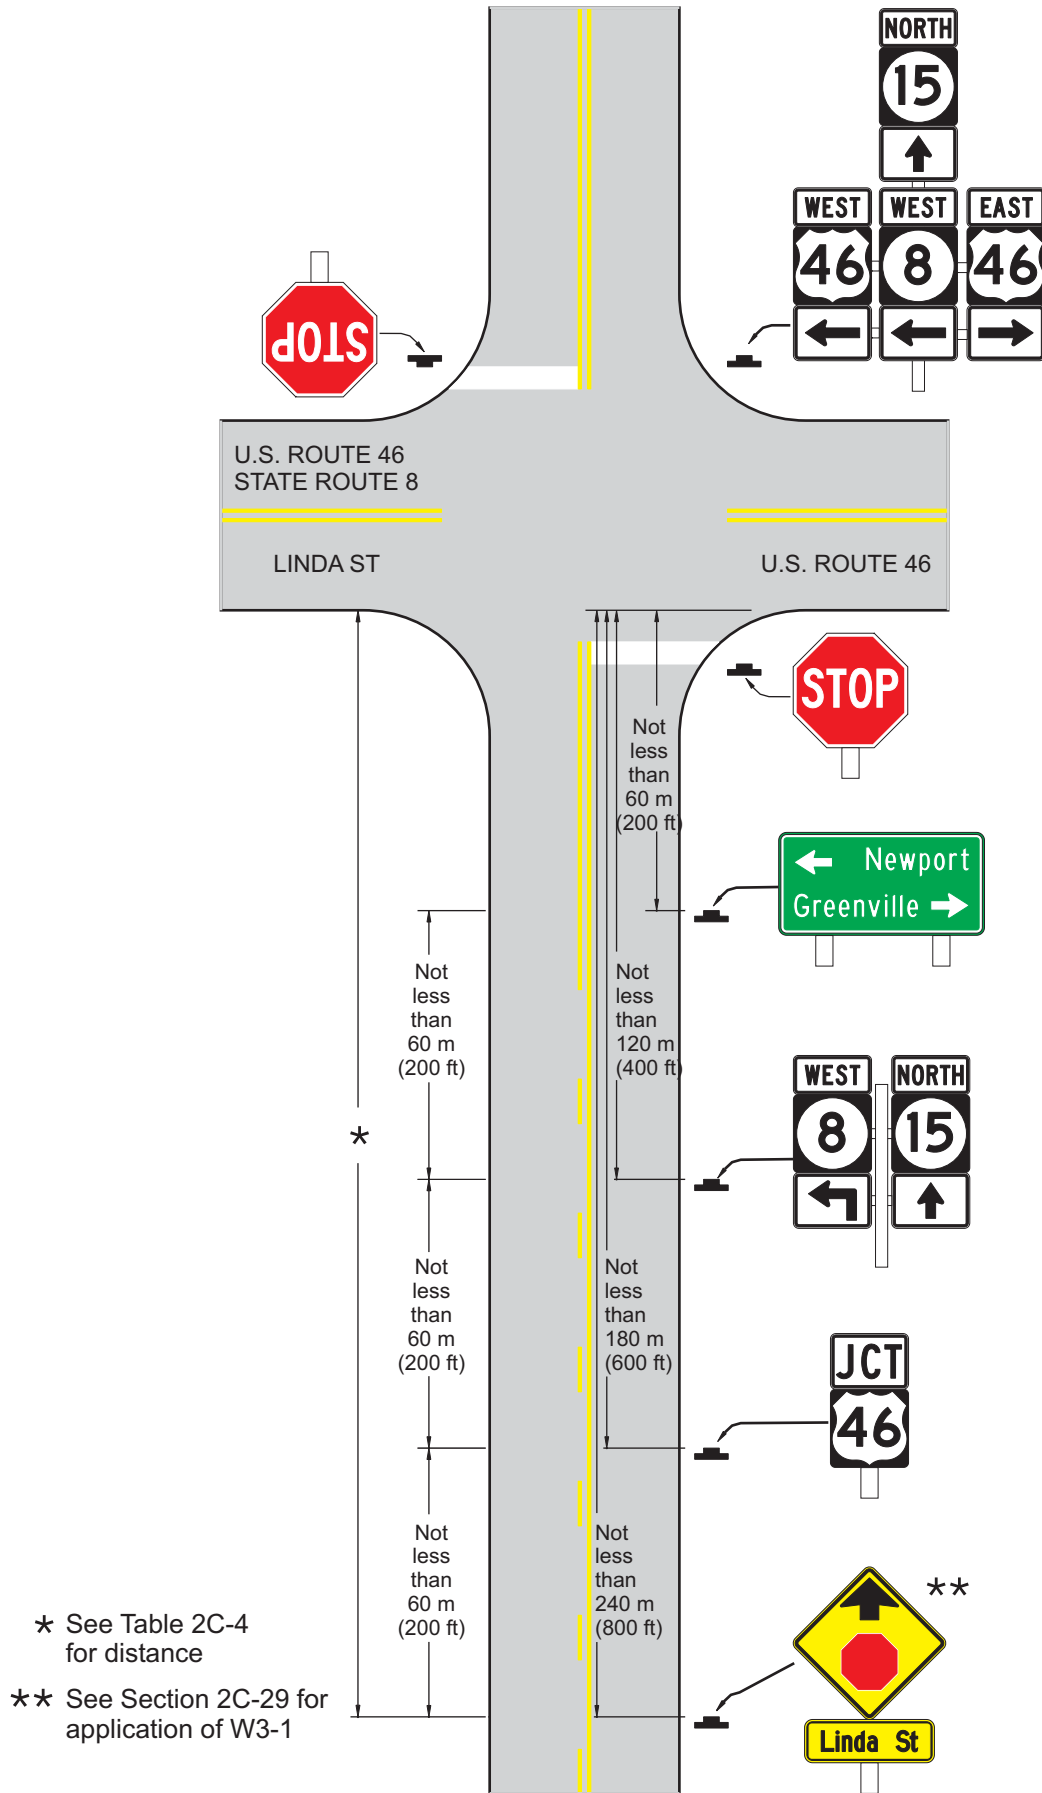 NORTH
15
WEST WEST EAST
46 8 46
STOP
U.S. ROUTE 46
STATE ROUTE 8
LINDA ST
U.S. ROUTE 46
STOP
Not
less
than
60 m
(200 ft)
← Newport
Greenville →
Not
less
than
60 m
(200 ft)
Not
less
than
120 m
(400 ft)
WEST NORTH
8 15
*
Not
less
than
60 m
(200 ft)
Not
less
than
180 m
(600 ft)
JCT
46
Not
less
than
60 m
(200 ft)
Not
less
than
240 m
(800 ft)
**
Linda St
* See Table 2C-4
for distance
** See Section 2C-29 for
application of W3-1